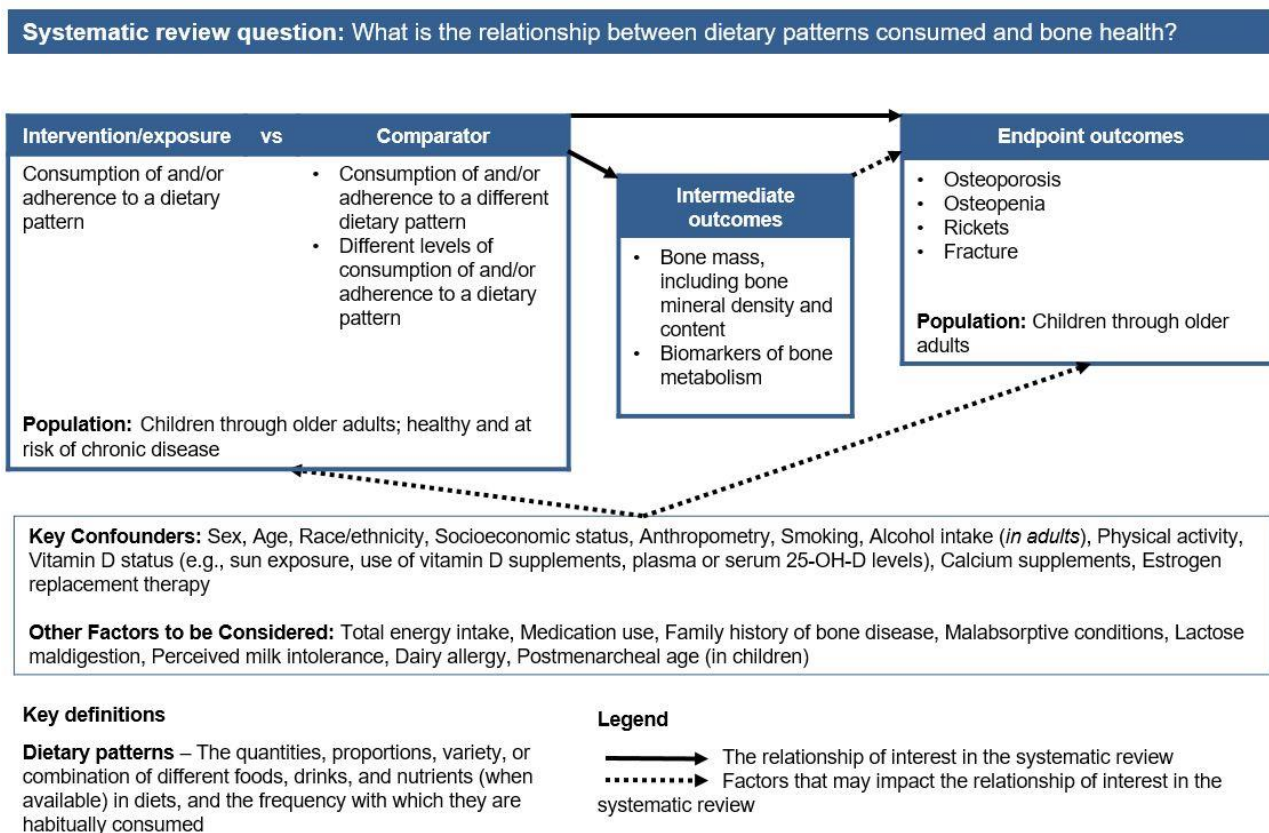 Systematic review question: What is the relationship between dietary patterns consumed and bone health?
Intervention/exposure vs Comparator
Consumption of and/or
adherence to a dietary
pattern
• Consumption of and/or
adherence to a different
dietary pattern
• Different levels of
consumption of and/or
adherence to a dietary
pattern
Population: Children through older adults; healthy and at
risk of chronic disease
Intermediate
outcomes
• Bone mass,
including bone
mineral density and
content
• Biomarkers of bone
metabolism
Endpoint outcomes
• Osteoporosis
• Osteopenia
• Rickets
• Fracture
Population: Children through older
adults
Key Confounders: Sex, Age, Race/ethnicity, Socioeconomic status, Anthropometry, Smoking, Alcohol intake (in adults), Physical activity,
Vitamin D status (e.g., sun exposure, use of vitamin D supplements, plasma or serum 25-OH-D levels), Calcium supplements, Estrogen
replacement therapy
Other Factors to be Considered: Total energy intake, Medication use, Family history of bone disease, Malabsorptive conditions, Lactose
maldigestion, Perceived milk intolerance, Dairy allergy, Postmenarcheal age (in children)
Key definitions
Dietary patterns – The quantities, proportions, variety, or
combination of different foods, drinks, and nutrients (when
available) in diets, and the frequency with which they are
habitually consumed
Legend
The relationship of interest in the systematic review
Factors that may impact the relationship of interest in the
systematic review